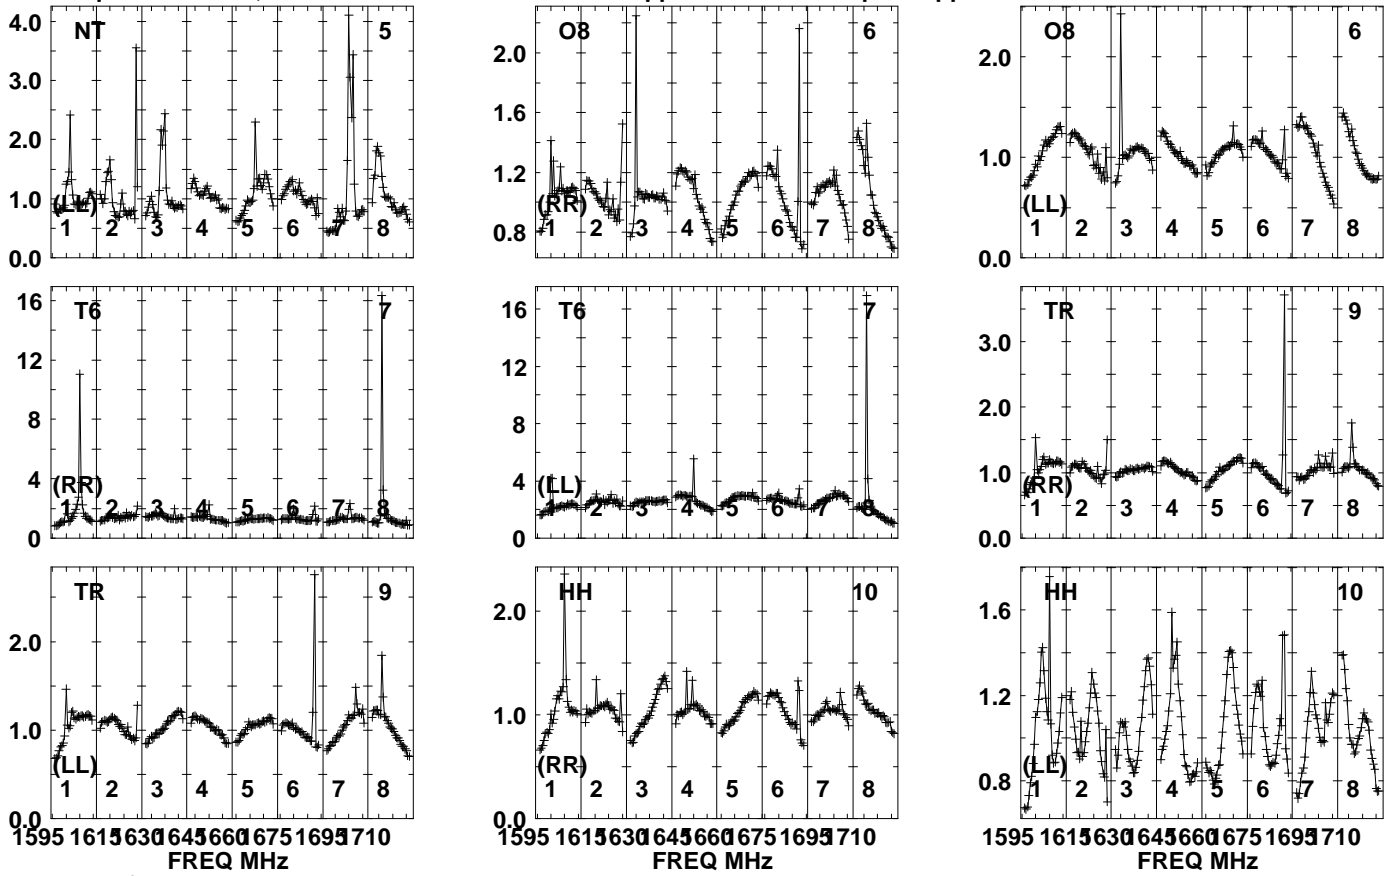 4.0 NT 5
3.0
2.0
1.0 (LL)
1 2 3 4 5 6 7 8
0.0
O8 6
2.0
1.6
1.2 (RR)
0.8 1 2 3 4 5 6 7 8
2.0 O8 6
1.0
(LL)
1 2 3 4 5 6 7 8
0.0
16 T6 7
12
8
4 (RR)
1 2 3 4 5 6 7 8
0
16 T6 7
12
8
4 (LL)
1 2 3 4 5 6 7 8
0
TR 9
3.0
2.0
1.0 (RR)
1 2 3 4 5 6 7 8
0.0
TR 9
2.0
1.0
(LL)
1 2 3 4 5 6 7 8
0.0
1595 1615 1630 1645 1660 1675 1695 1710
FREQ MHz
HH 10
2.0
1.0
(RR)
1 2 3 4 5 6 7 8
0.0
1595 1615 1630 1645 1660 1675 1695 1710
FREQ MHz
HH 10
1.6
1.2
0.8 (LL)
1 2 3 4 5 6 7 8
1595 1615 1630 1645 1660 1675 1695 1710
FREQ MHz